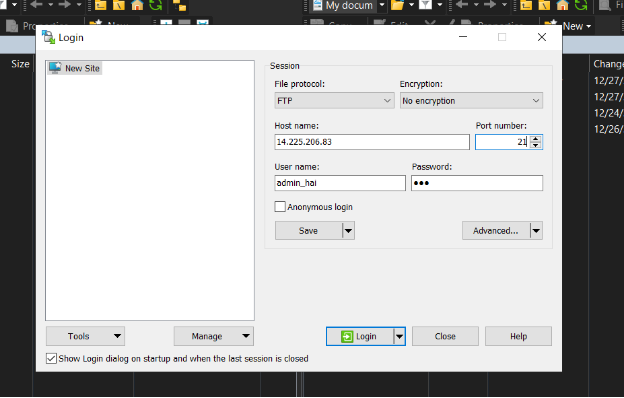 My docum
Fi
Properties New
Copy Edit Properties New
Login
Size
Change
New Site
Session
File protocol: Encryption:
FTP No encryption
12/27/
12/27/
12/24/
12/26/
Host name: Port number:
14.225.206.83 21
User name: Password:
admin_hai ●●●
Anonymous login
Save Advanced...
Tools Manage Login Close Help
Show Login dialog on startup and when the last session is closed